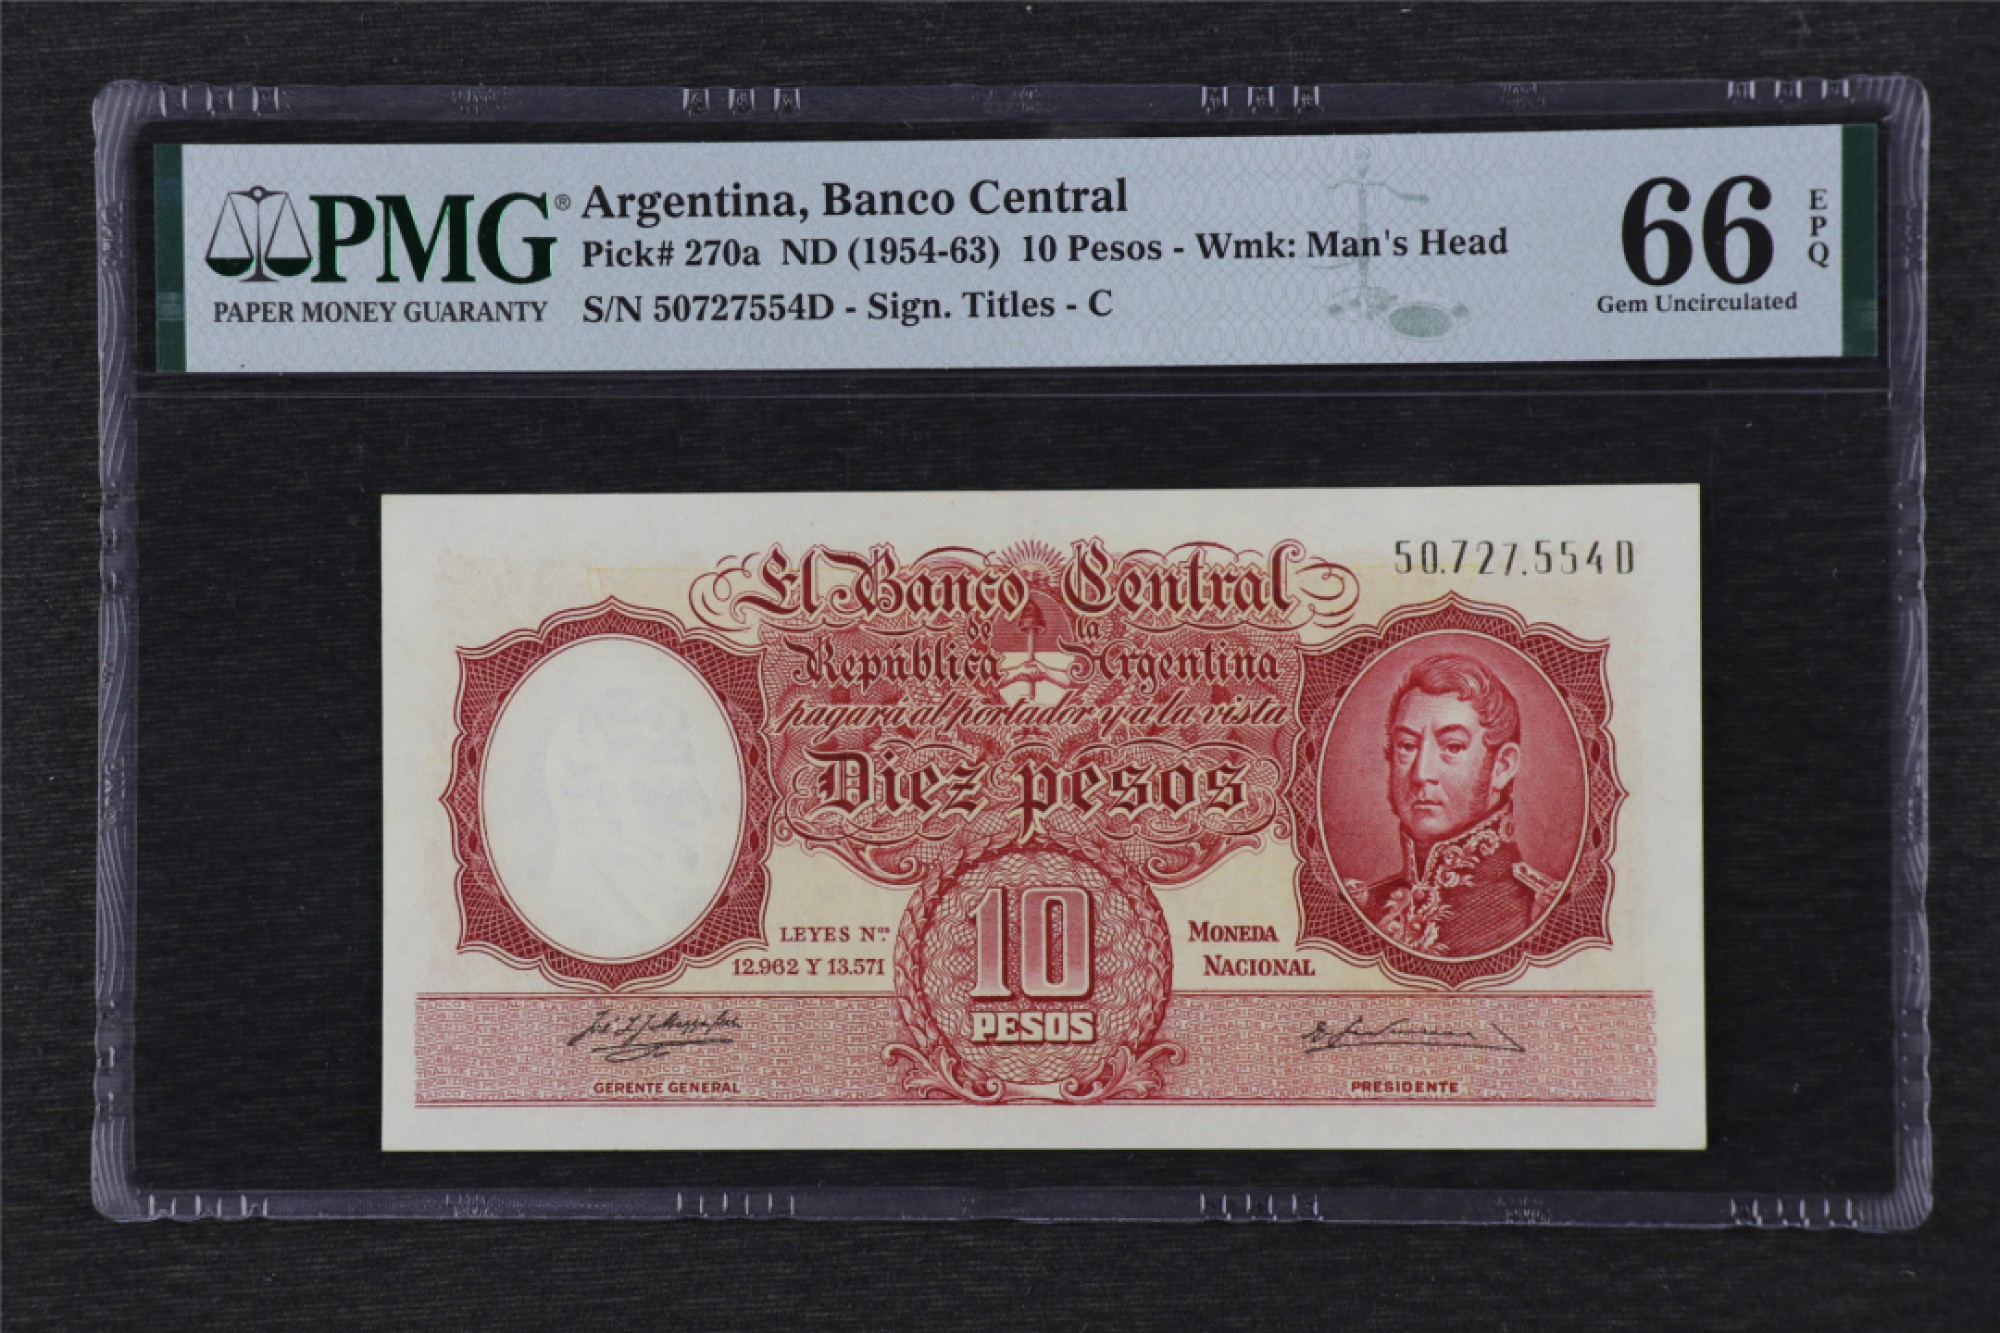 PMG®
PAPER MONEY GUARANTY
Argentina, Banco Central
Pick# 270a ND (1954-63) 10 Pesos - Wmk: Man's Head
S/N 50727554D - Sign. Titles - C
66
EPQ
Gem Uncirculated
50.727.554 D
El Banco Central
de la
República Argentina
pagará al portador y a la vista
Diez pesos
LEYES Nos.
12.962 Y 13.571
10
PESOS
MONEDA
NACIONAL
GERENTE GENERAL
PRESIDENTE